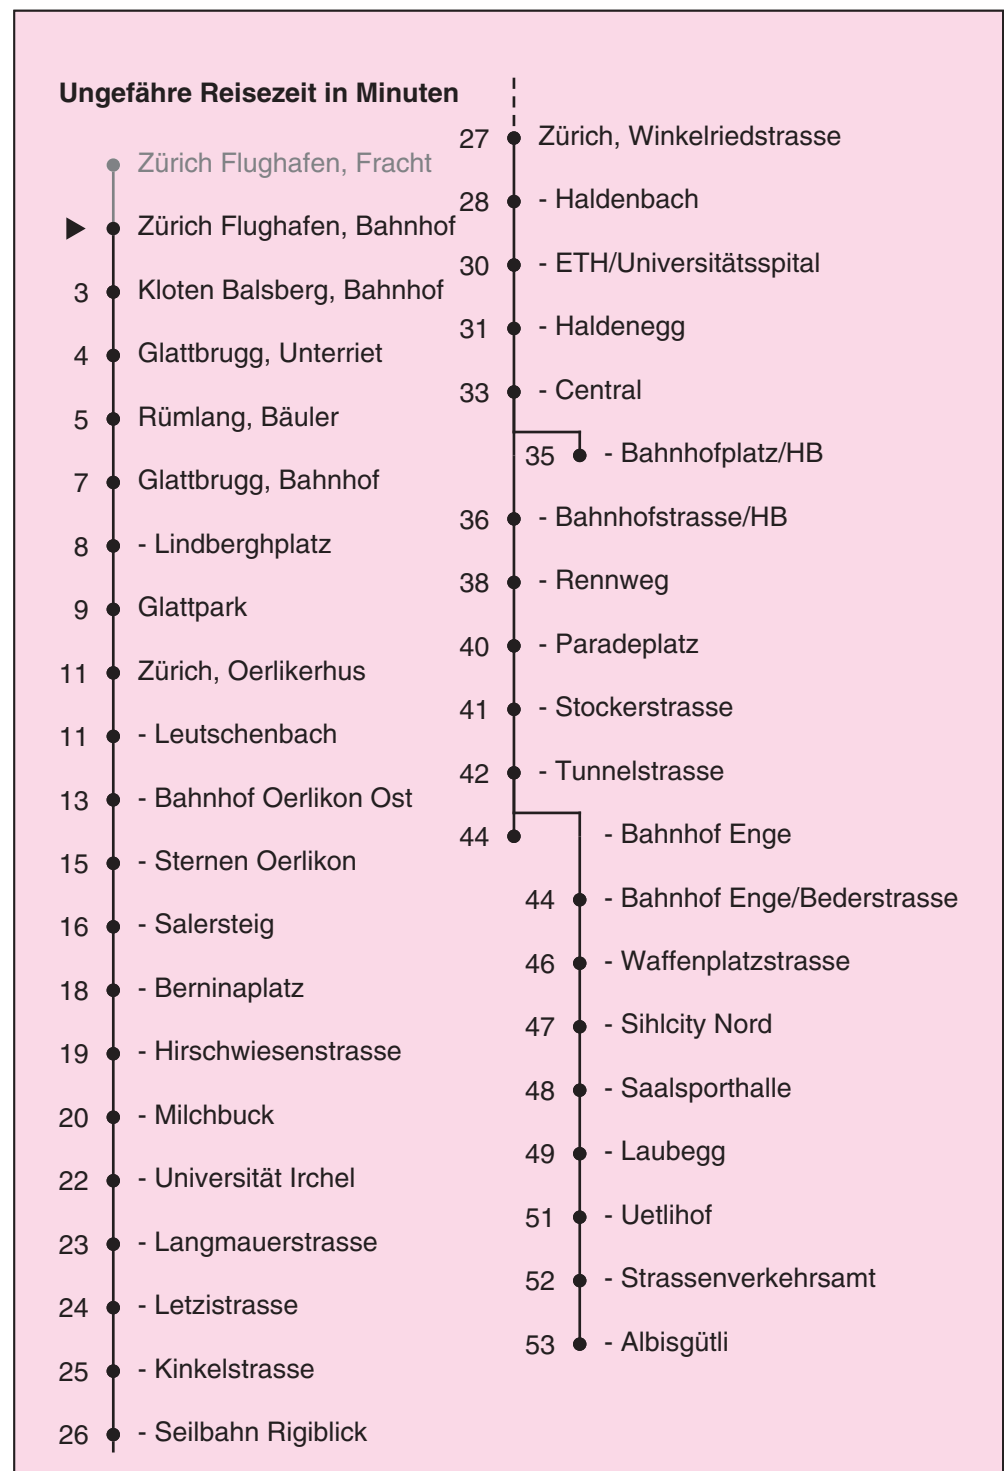 Ungefähre Reisezeit in Minuten
Zürich Flughafen, Fracht
Zürich Flughafen, Bahnhof
3 Kloten Balsberg, Bahnhof
4 Glattbrugg, Unterriet
5 Rümlang, Bäuler
7 Glattbrugg, Bahnhof
8 - Lindberghplatz
9 Glattpark
11 Zürich, Oerlikerhus
11 - Leutschenbach
13 - Bahnhof Oerlikon Ost
15 - Sternen Oerlikon
16 - Salersteig
18 - Berninaplatz
19 - Hirschwiesenstrasse
20 - Milchbuck
22 - Universität Irchel
23 - Langmauerstrasse
24 - Letzistrasse
25 - Kinkelstrasse
26 - Seilbahn Rigiblick
27 Zürich, Winkelriedstrasse
28 - Haldenbach
30 - ETH/Universitätsspital
31 - Haldenegg
33 - Central
35 - Bahnhofplatz/HB
36 - Bahnhofstrasse/HB
38 - Rennweg
40 - Paradeplatz
41 - Stockerstrasse
42 - Tunnelstrasse
44 - Bahnhof Enge
44 - Bahnhof Enge/Bederstrasse
46 - Waffenplatzstrasse
47 - Sihlcity Nord
48 - Saalsporthalle
49 - Laubegg
51 - Uetlihof
52 - Strassenverkehrsamt
53 - Albisgütli